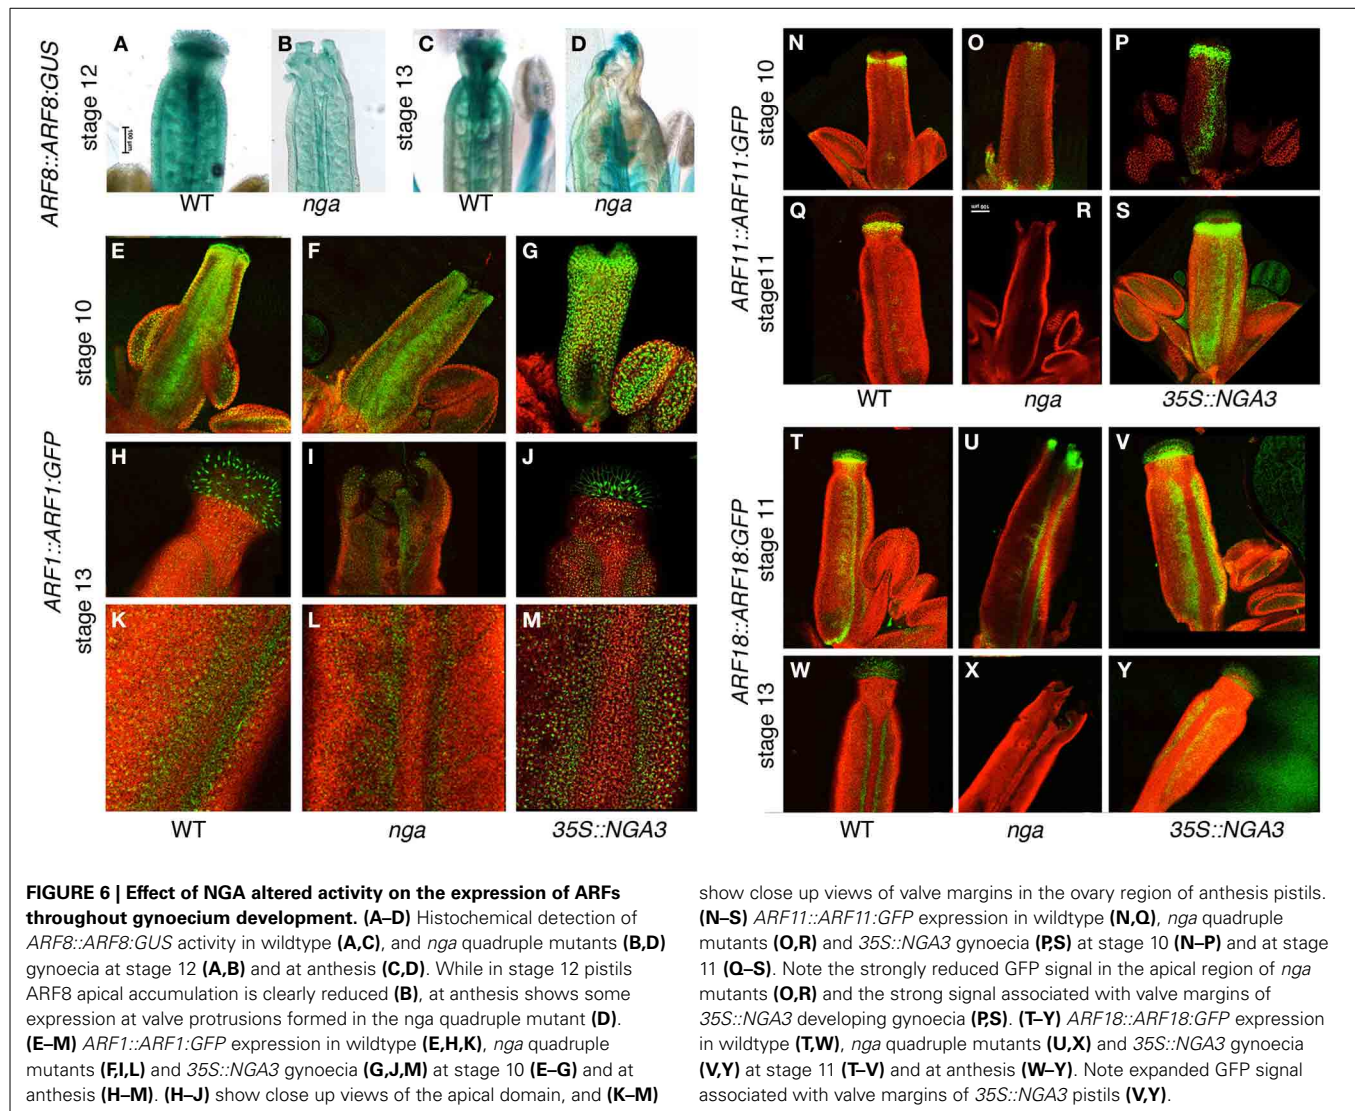 ARF8::ARF8:GUS
stage 12
A
100 µm
B
stage 13
C
D
WT
nga
WT
nga
ARF1::ARF1:GFP
stage 10
E
F
G
stage 13
H
I
J
K
L
M
WT
nga
35S::NGA3
ARF11::ARF11:GFP
stage 10
N
O
P
stage11
Q
100 µm
R
S
WT
nga
35S::NGA3
ARF18::ARF18:GFP
stage 11
T
U
V
stage 13
W
X
Y
WT
nga
35S::NGA3
FIGURE 6 | Effect of NGA altered activity on the expression of ARFs
throughout gynoecium development. (A–D) Histochemical detection of
ARF8::ARF8:GUS activity in wildtype (A,C), and nga quadruple mutants (B,D)
gynoecia at stage 12 (A,B) and at anthesis (C,D). While in stage 12 pistils
ARF8 apical accumulation is clearly reduced (B), at anthesis shows some
expression at valve protrusions formed in the nga quadruple mutant (D).
(E–M) ARF1::ARF1:GFP expression in wildtype (E,H,K), nga quadruple
mutants (F,I,L) and 35S::NGA3 gynoecia (G,J,M) at stage 10 (E–G) and at
anthesis (H–M). (H–J) show close up views of the apical domain, and (K–M)
show close up views of valve margins in the ovary region of anthesis pistils.
(N–S) ARF11::ARF11:GFP expression in wildtype (N,Q), nga quadruple
mutants (O,R) and 35S::NGA3 gynoecia (P,S) at stage 10 (N–P) and at stage
11 (Q–S). Note the strongly reduced GFP signal in the apical region of nga
mutants (O,R) and the strong signal associated with valve margins of
35S::NGA3 developing gynoecia (P,S). (T–Y) ARF18::ARF18:GFP expression
in wildtype (T,W), nga quadruple mutants (U,X) and 35S::NGA3 gynoecia
(V,Y) at stage 11 (T–V) and at anthesis (W–Y). Note expanded GFP signal
associated with valve margins of 35S::NGA3 pistils (V,Y).